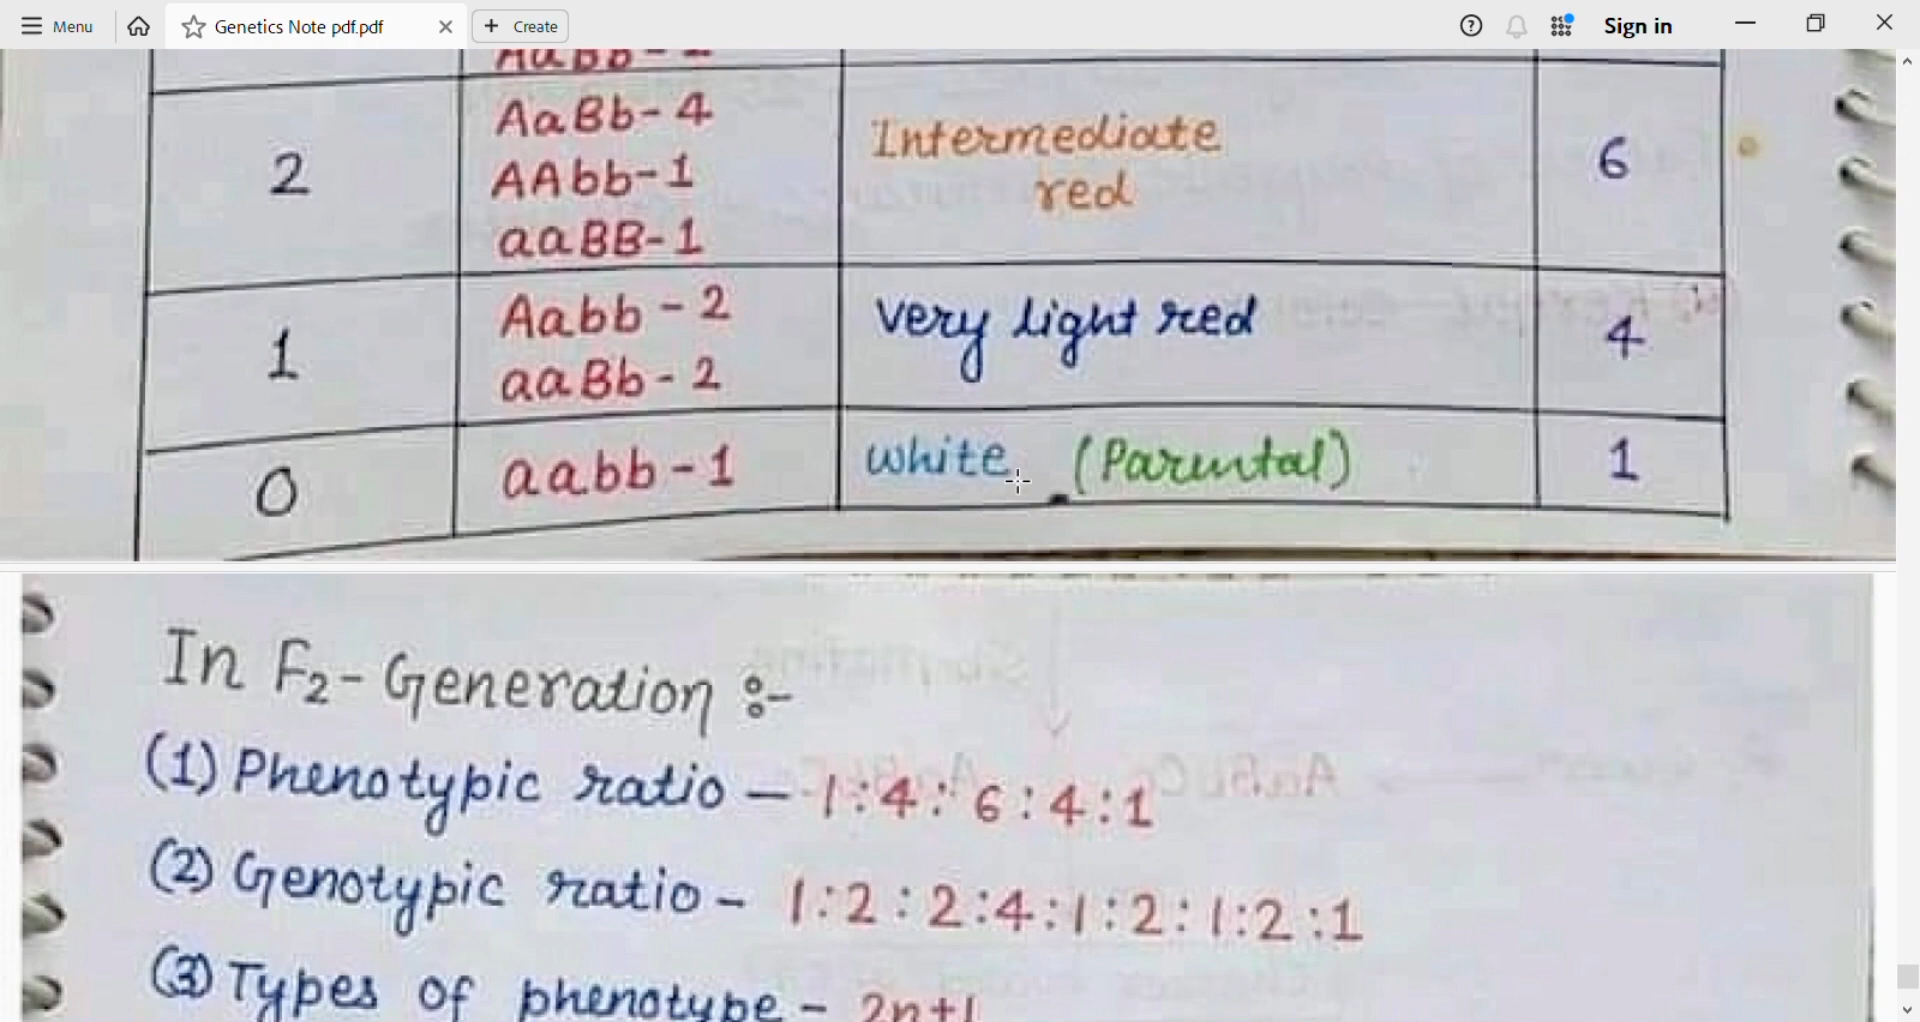 Menu
Genetics Note pdf.pdf
Create
Sign in
2
AaBb - 4
AAbb - 1
aaBB - 1
Intermediate
red
6
1
Aabb - 2
aaBb - 2
Very light red
4
0
aabb - 1
white (Parental)
1
In F₂ - Generation :-
(1) Phenotypic ratio — 1 : 4 : 6 : 4 : 1
(2) Genotypic ratio - 1 : 2 : 2 : 4 : 1 : 2 : 1 : 2 : 1
(3) Types of phenotype - 2n+1